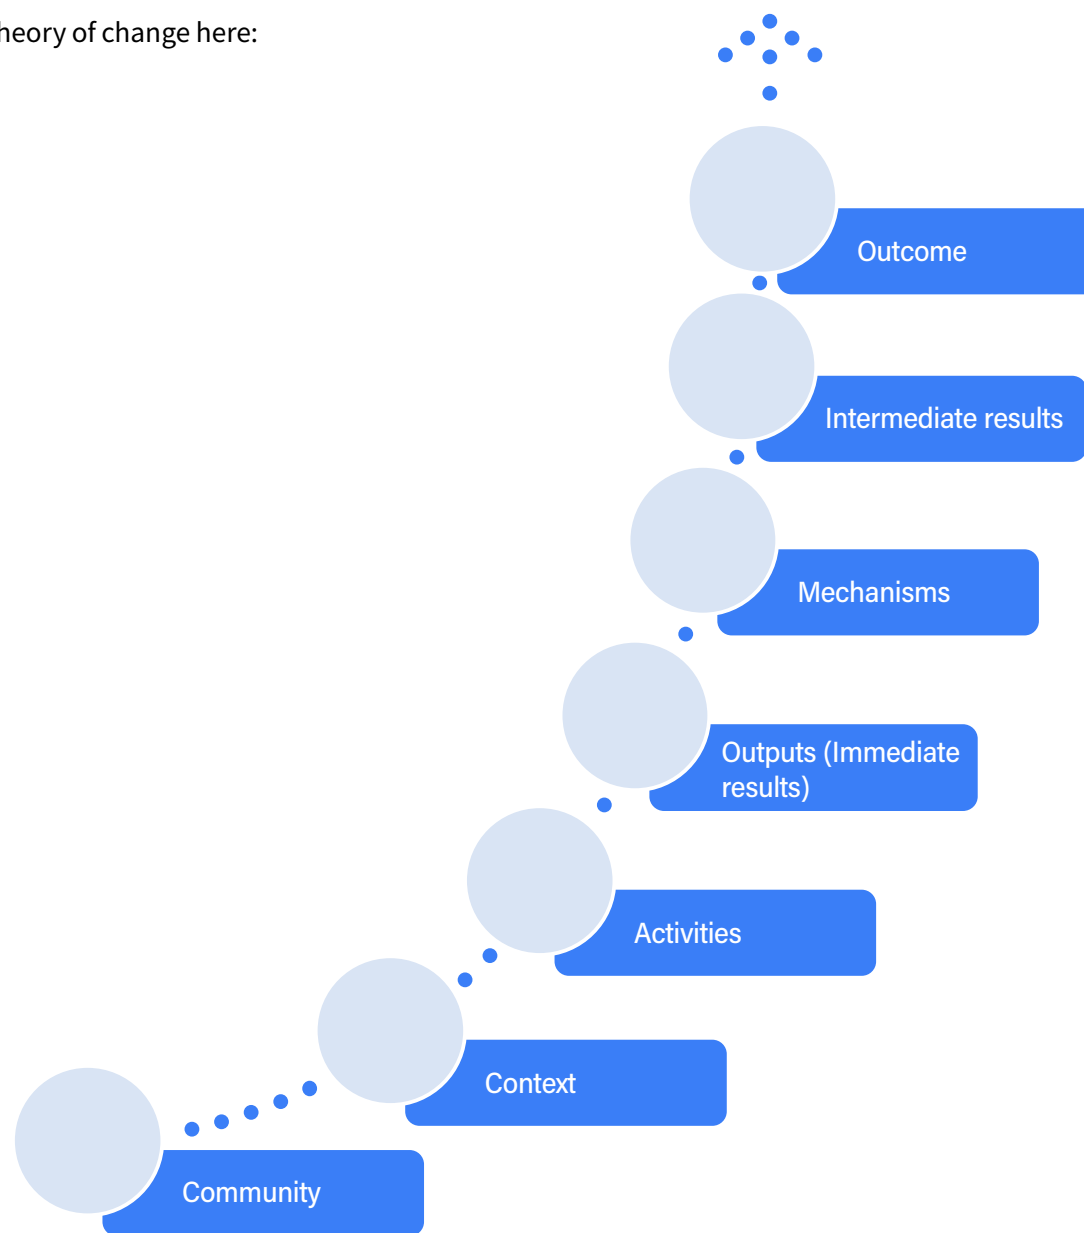 heory of change here:
Outcome
Intermediate results
Mechanisms
Outputs (Immediate
results)
Activities
Context
Community